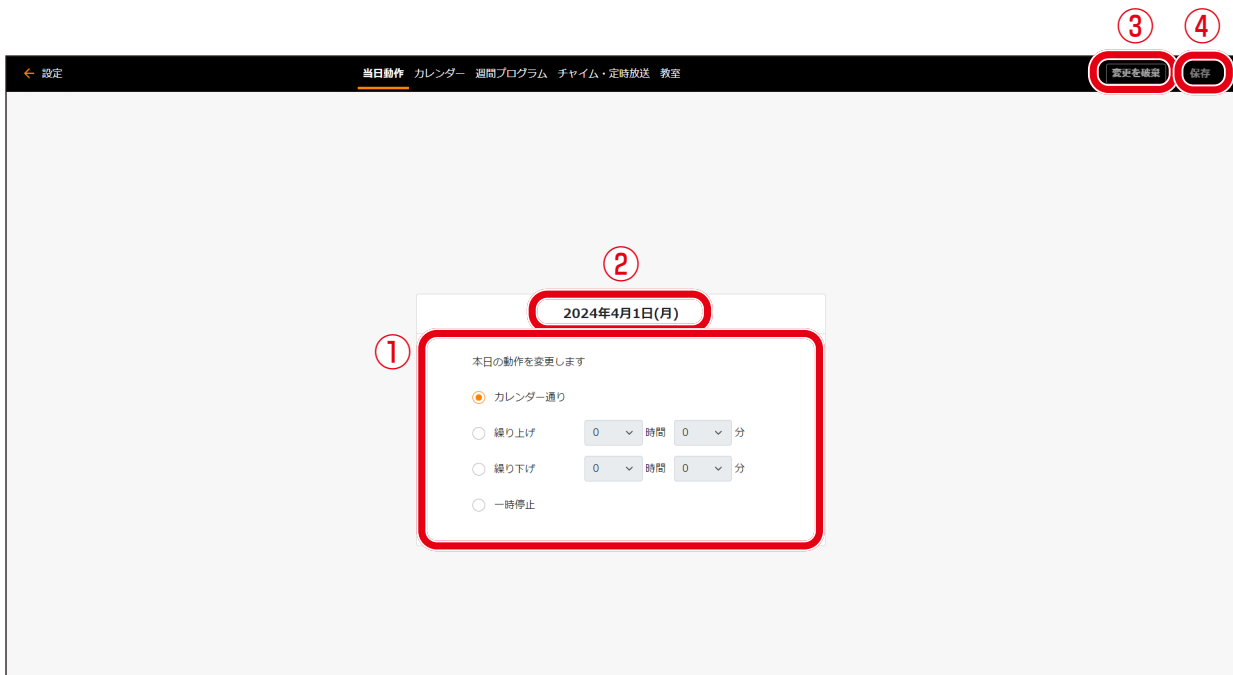 ③ ④
← 設定 当日動作 カレンダー 週間プログラム チャイム・定時放送 教室 変更を破棄 保存
②
2024年4月1日(月)
①
本日の動作を変更します
カレンダー通り
繰り上げ 0 時間 0 分
繰り下げ 0 時間 0 分
一時停止